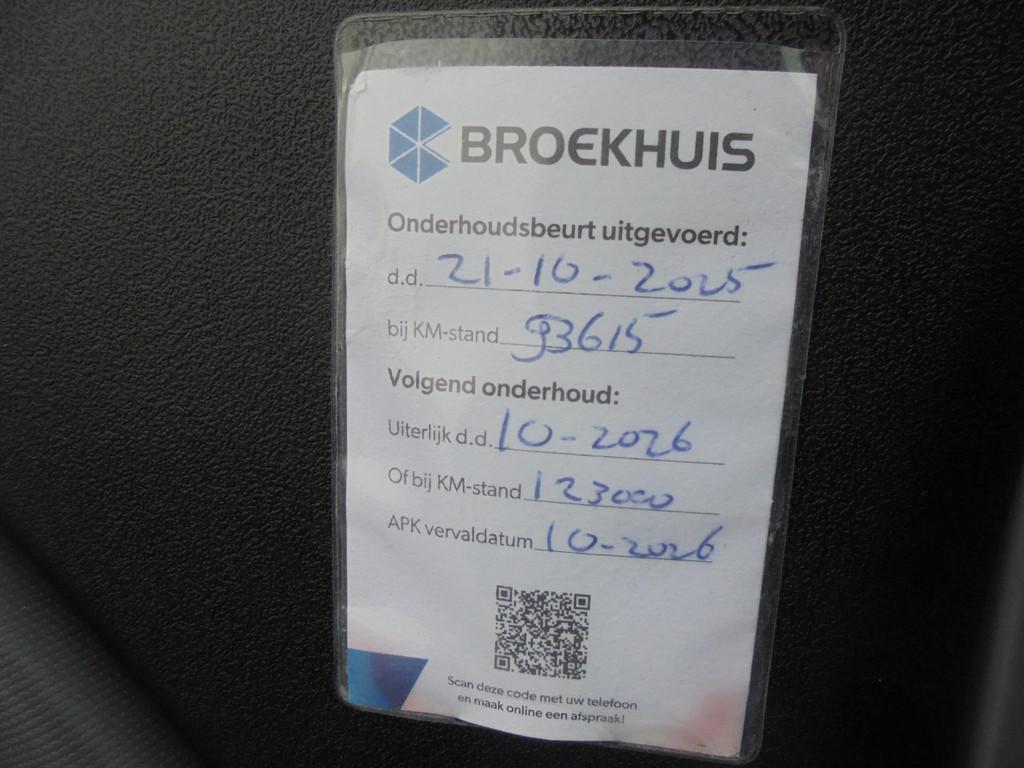 BROEKHUIS
Onderhoudsbeurt uitgevoerd:
d.d. 21-10-2025
bij KM-stand 93615
Volgend onderhoud:
Uiterlijk d.d. 10-2026
Of bij KM-stand 123000
APK vervaldatum 10-2026
Scan deze code met uw telefoon
en maak online een afspraak!